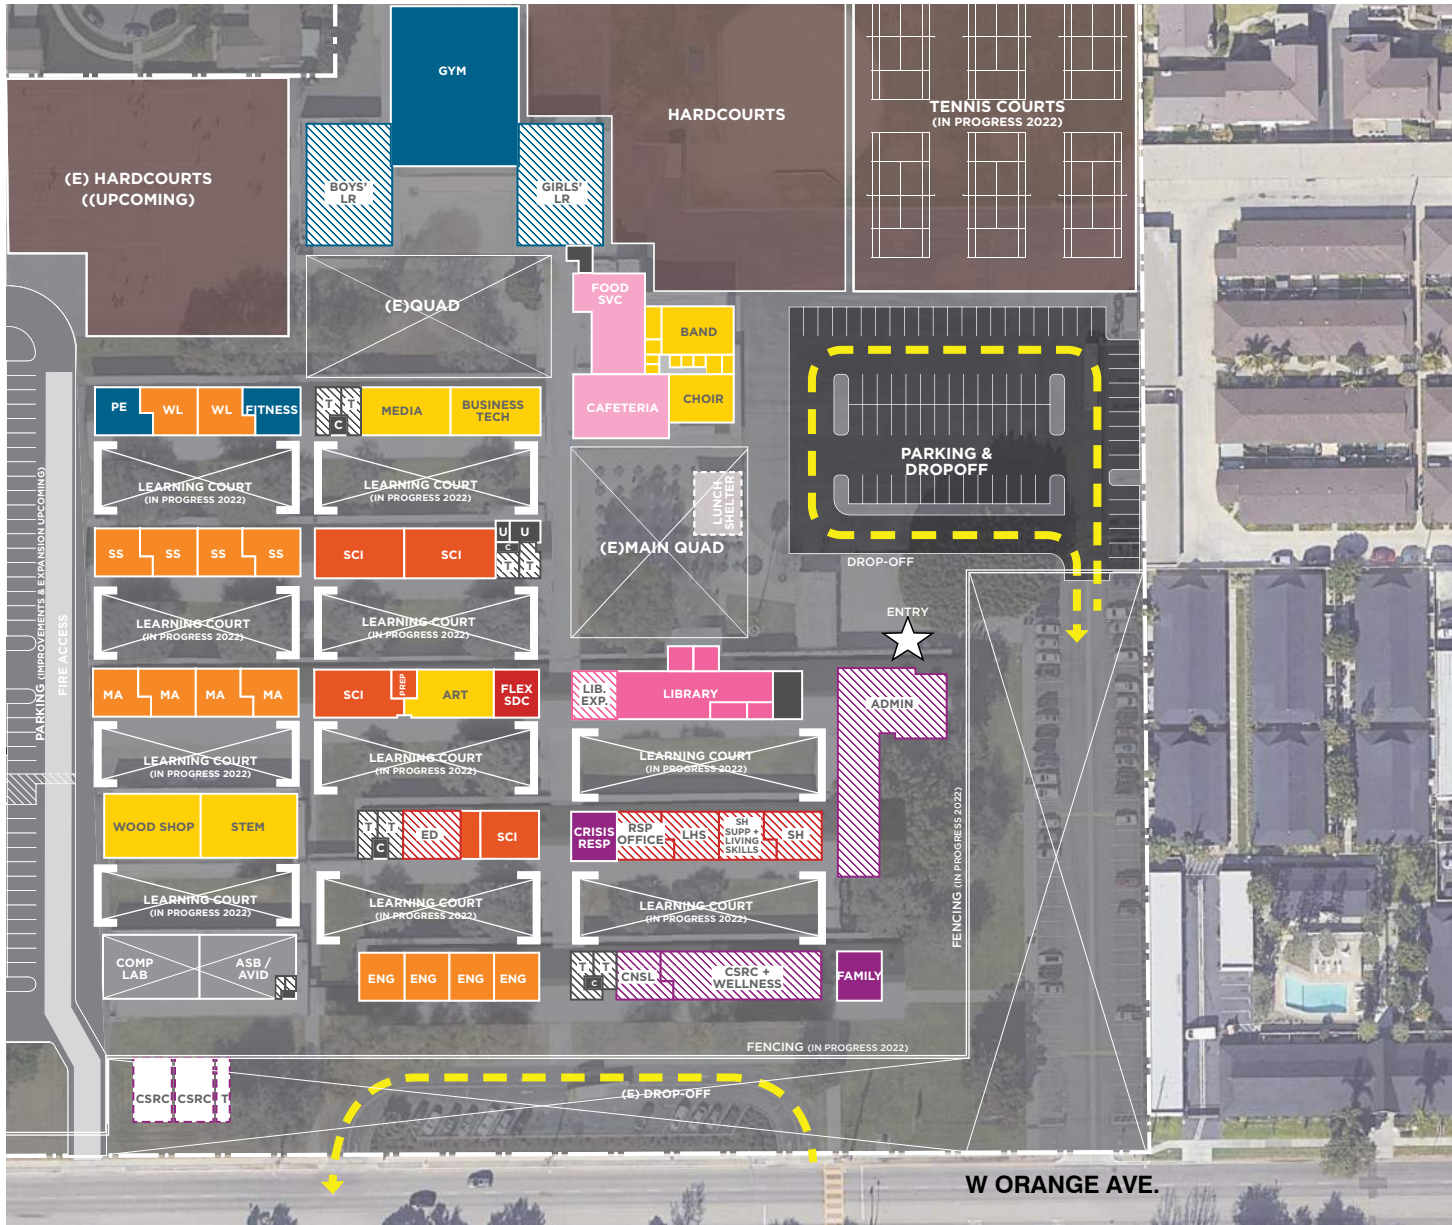 GYM
HARDCOURTS
TENNIS COURTS
(IN PROGRESS 2022)
(E) HARDCOURTS
((UPCOMING)
BOYS'
LR
GIRLS'
LR
(E)QUAD
FOOD
SVC
BAND
CAFETERIA
CHOIR
PE
WL
WL
FITNESS
T
T
C
MEDIA
BUSINESS
TECH
PARKING &
DROPOFF
LEARNING COURT
(IN PROGRESS 2022)
LEARNING COURT
(IN PROGRESS 2022)
LUNCH
SHELTER
(E)MAIN QUAD
SS
SS
SS
SS
SCI
SCI
U
U
C
T
T
DROP-OFF
PARKING (IMPROVEMENTS & EXPANSION UPCOMING)
FIRE ACCESS
LEARNING COURT
(IN PROGRESS 2022)
LEARNING COURT
(IN PROGRESS 2022)
ENTRY
MA
MA
MA
MA
SCI
PREP
ART
FLEX
SDC
LIB.
EXP.
LIBRARY
ADMIN
LEARNING COURT
(IN PROGRESS 2022)
LEARNING COURT
(IN PROGRESS 2022)
LEARNING COURT
(IN PROGRESS 2022)
WOOD SHOP
STEM
T
T
C
ED
SCI
CRISIS
RESP
RSP
OFFICE
LHS
SH
SUPP +
LIVING
SKILLS
SH
FENCING (IN PROGRESS 2022)
LEARNING COURT
(IN PROGRESS 2022)
LEARNING COURT
(IN PROGRESS 2022)
LEARNING COURT
(IN PROGRESS 2022)
COMP
LAB
ASB /
AVID
ENG
ENG
ENG
ENG
T
T
C
CNSL
CSRC +
WELLNESS
FAMILY
FENCING (IN PROGRESS 2022)
CSRC
CSRC
T
(E) DROP-OFF
W ORANGE AVE.